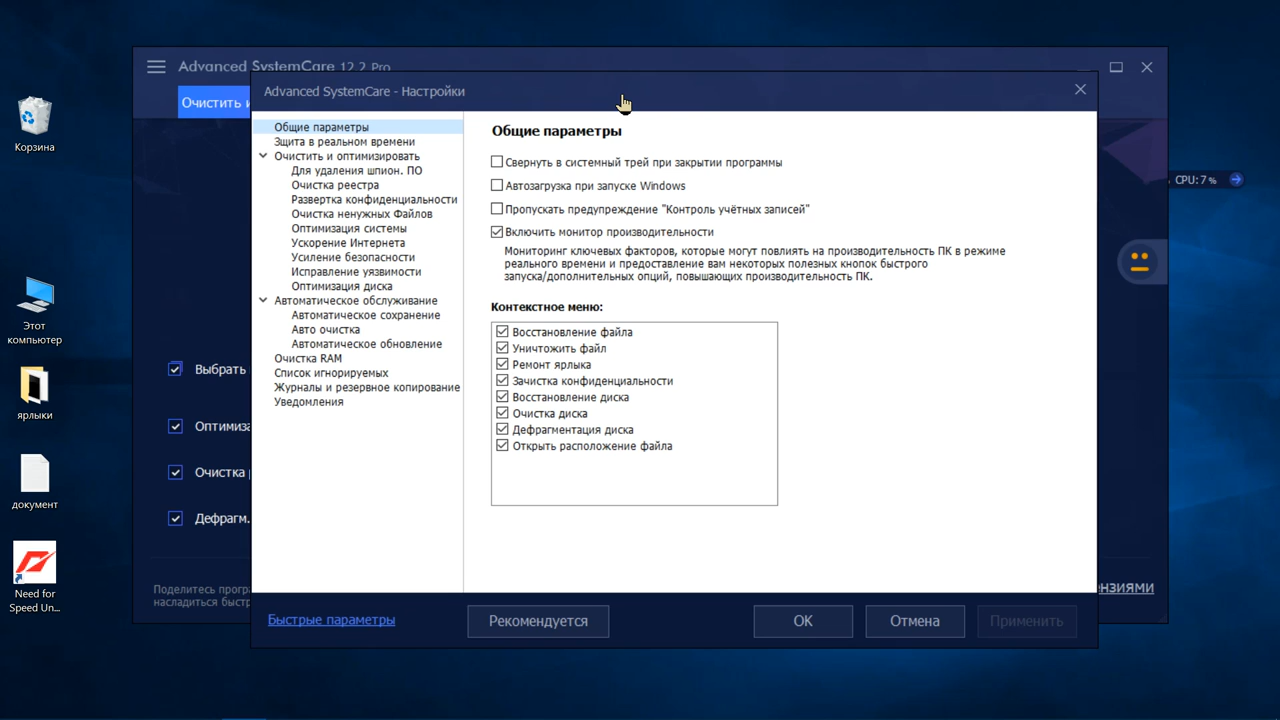 Advanced SystemCare 12.2 Pro
Advanced SystemCare - Настройки
Очистить и
Общие параметры
Зщита в реальном времени
Очистить и оптимизировать
Для удаления шпион. ПО
Очистка реестра
Развертка конфиденциальности
Очистка ненужных Файлов
Оптимизация системы
Ускорение Интернета
Усиление безопасности
Исправление уязвимости
Оптимизация диска
Автоматическое обслуживание
Автоматическое сохранение
Авто очистка
Автоматическое обновление
Очистка RAM
Список игнорируемых
Журналы и резервное копирование
Уведомления
Общие параметры
Свернуть в системный трей при закрытии программы
Автозагрузка при запуске Windows
Пропускать предупреждение "Контроль учётных записей"
Включить монитор производительности
Мониторинг ключевых факторов, которые могут повлиять на производительность ПК в режиме
реального времени и предоставление вам некоторых полезных кнопок быстрого
запуска/дополнительных опций, повышающих производительность ПК.
Контекстное меню:
Восстановление файла
Уничтожить файл
Ремонт ярлыка
Зачистка конфиденциальности
Восстановление диска
Очистка диска
Дефрагментация диска
Открыть расположение файла
Быстрые параметры
Рекомендуется
OK
Отмена
Применить
Выбрать
Оптимиза
Очистка
Дефрагм.
Поделитесь прогр
насладиться быст
нзиями
CPU: 7 %
Корзина
Этот
компьютер
ярлыки
документ
Need for
Speed Un...